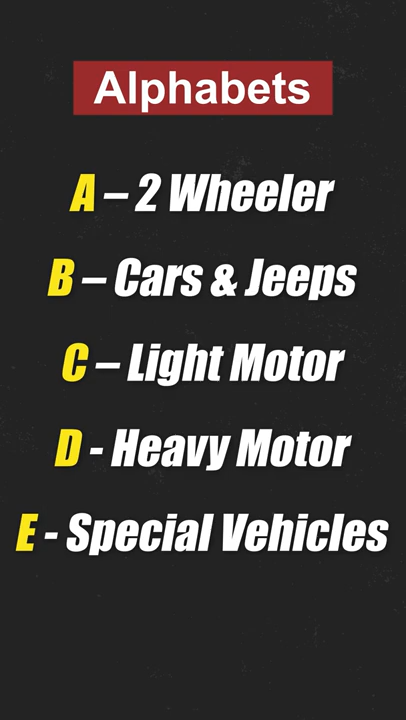 Alphabets
A – 2 Wheeler
B – Cars & Jeeps
C – Light Motor
D - Heavy Motor
E - Special Vehicles